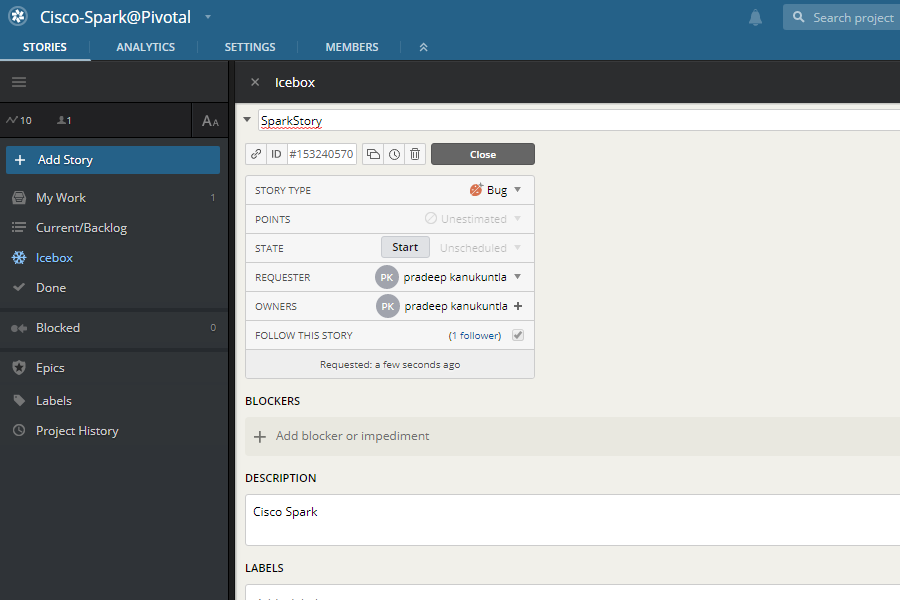 Cisco-Spark@Pivotal
Search project
STORIES ANALYTICS SETTINGS MEMBERS
Icebox
10 1 AA
SparkStory
Add Story
ID #153240570 Close
My Work 1
Current/Backlog
Icebox
Done
Blocked 0
Epics
Labels
Project History
STORY TYPE Bug
POINTS Unestimated
STATE Start Unscheduled
REQUESTER PK pradeep kanukuntla
OWNERS PK pradeep kanukuntla
FOLLOW THIS STORY (1 follower)
Requested: a few seconds ago
BLOCKERS
Add blocker or impediment
DESCRIPTION
Cisco Spark
LABELS